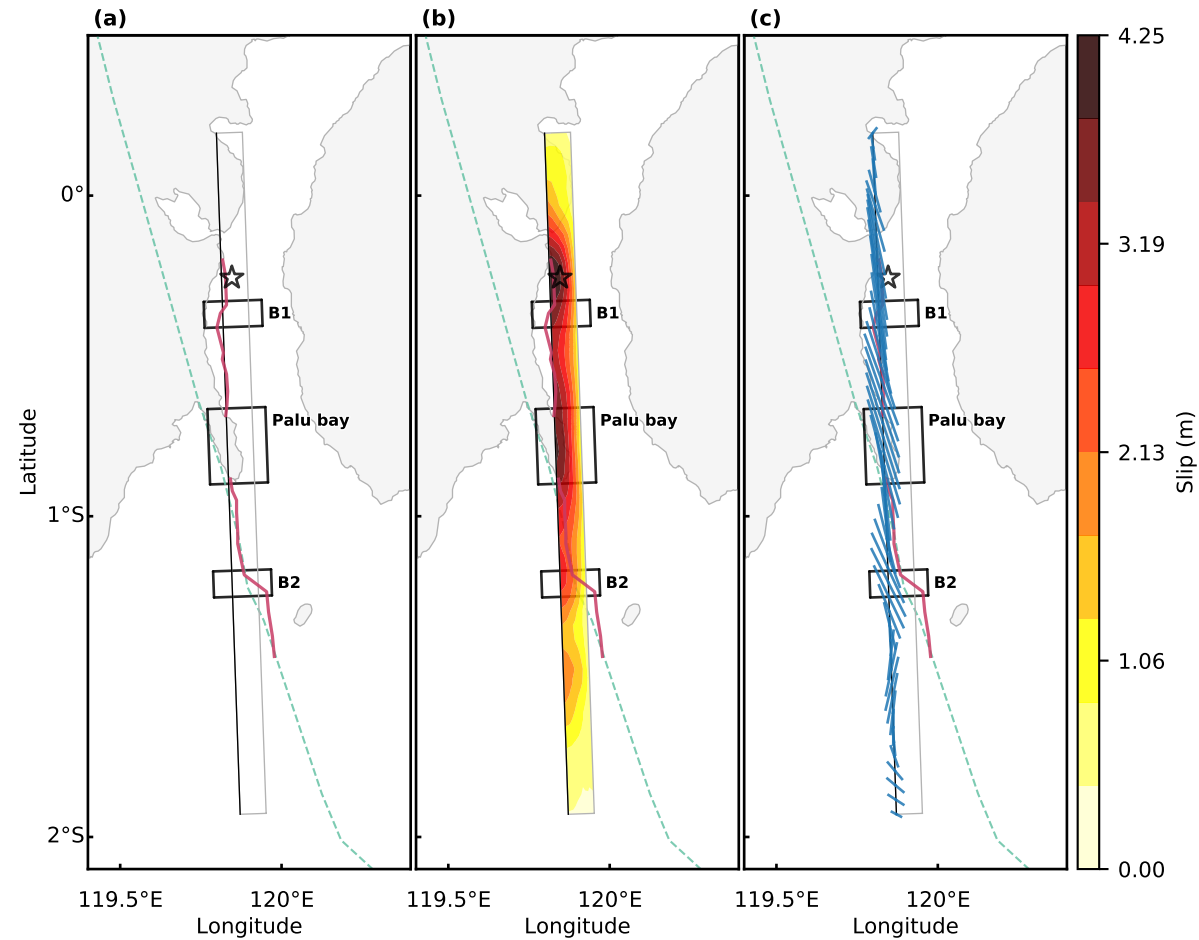 (a)
(b)
(c)
4.25
0°
3.19
B1
B1
B1
Palu bay
Palu bay
Palu bay
2.13
Latitude
Slip (m)
1°S
B2
B2
B2
1.06
2°S
0.00
119.5°E
120°E
119.5°E
120°E
119.5°E
120°E
Longitude
Longitude
Longitude